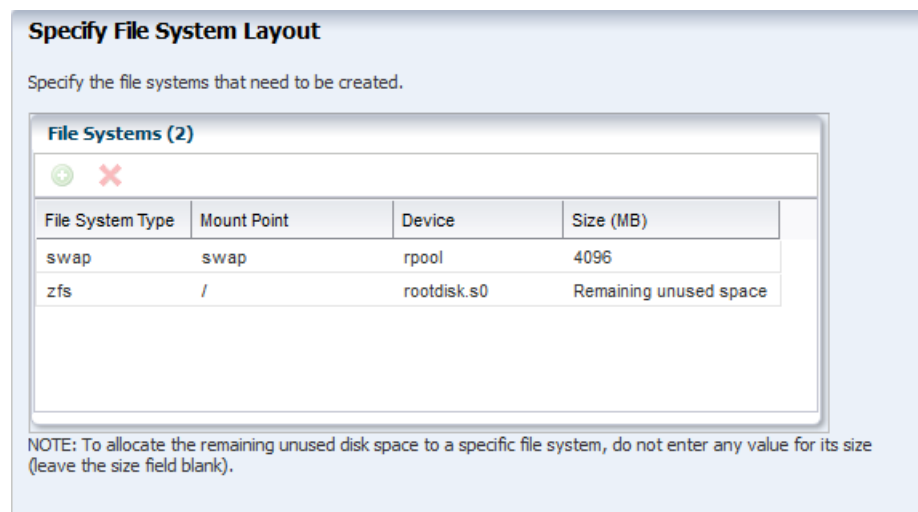 Specify File System Layout
Specify the file systems that need to be created.
File Systems (2)
File System Type Mount Point Device Size (MB)
swap swap rpool 4096
zfs / rootdisk.s0 Remaining unused space
NOTE: To allocate the remaining unused disk space to a specific file system, do not enter any value for its size
(leave the size field blank).